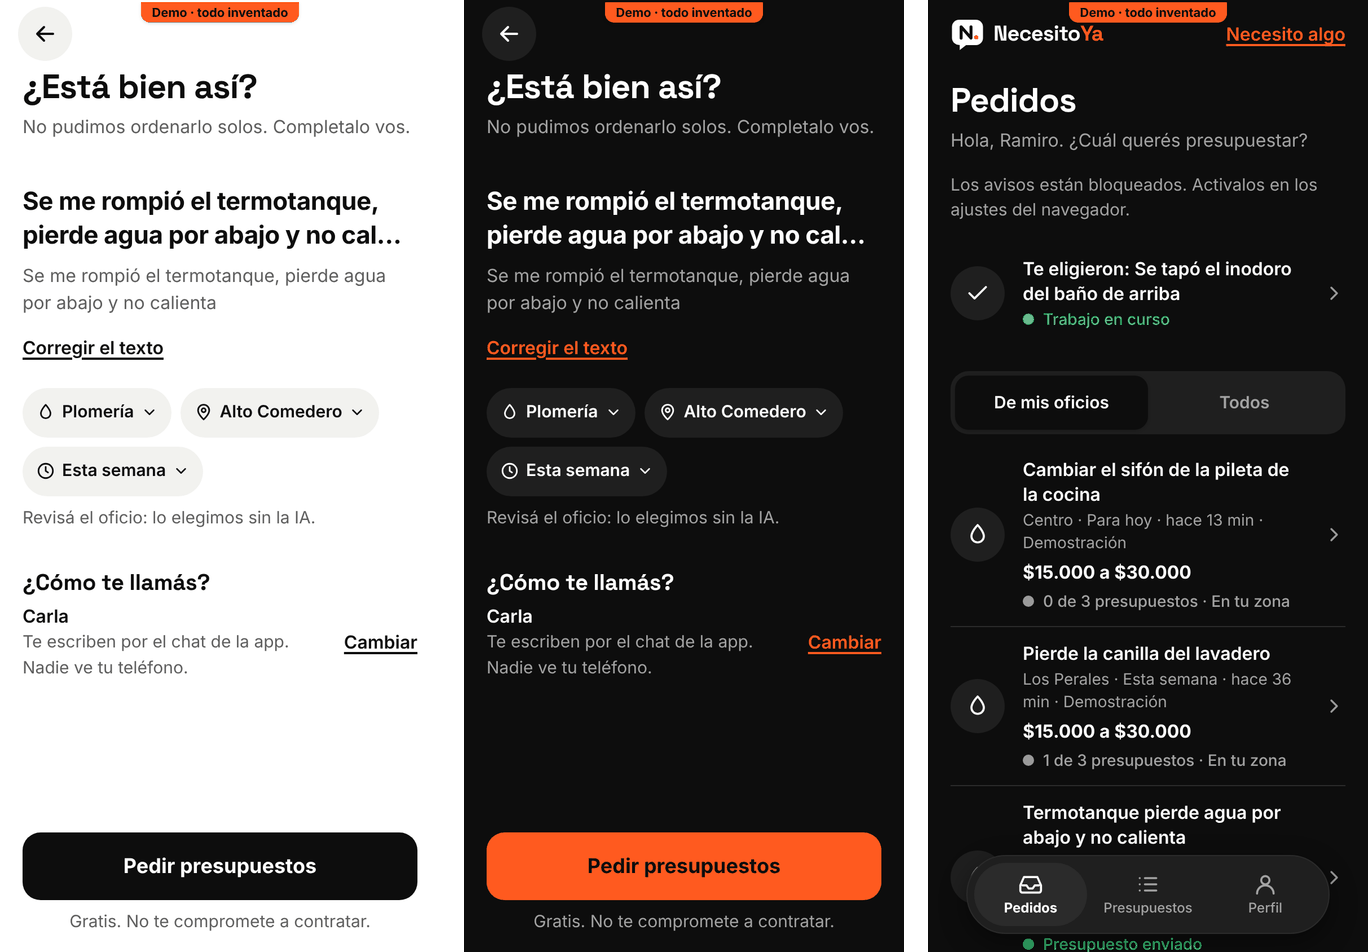 Demo · todo inventado
¿Está bien así?
No pudimos ordenarlo solos. Completalo vos.
Se me rompió el termotanque,
pierde agua por abajo y no cal...
Se me rompió el termotanque, pierde agua
por abajo y no calienta
Corregir el texto
Plomería
Alto Comedero
Esta semana
Revisá el oficio: lo elegimos sin la IA.
¿Cómo te llamás?
Carla
Te escriben por el chat de la app.
Nadie ve tu teléfono.
Cambiar
Pedir presupuestos
Gratis. No te compromete a contratar.
Demo · todo inventado
¿Está bien así?
No pudimos ordenarlo solos. Completalo vos.
Se me rompió el termotanque,
pierde agua por abajo y no cal...
Se me rompió el termotanque, pierde agua
por abajo y no calienta
Corregir el texto
Plomería
Alto Comedero
Esta semana
Revisá el oficio: lo elegimos sin la IA.
¿Cómo te llamás?
Carla
Te escriben por el chat de la app.
Nadie ve tu teléfono.
Cambiar
Pedir presupuestos
Gratis. No te compromete a contratar.
Demo · todo inventado
N. NecesitoYa
Necesito algo
Pedidos
Hola, Ramiro. ¿Cuál querés presupuestar?
Los avisos están bloqueados. Activalos en los
ajustes del navegador.
Te eligieron: Se tapó el inodoro
del baño de arriba
Trabajo en curso
De mis oficios
Todos
Cambiar el sifón de la pileta de
la cocina
Centro · Para hoy · hace 13 min ·
Demostración
$15.000 a $30.000
0 de 3 presupuestos · En tu zona
Pierde la canilla del lavadero
Los Perales · Esta semana · hace 36
min · Demostración
$15.000 a $30.000
1 de 3 presupuestos · En tu zona
Termotanque pierde agua por
abajo y no calienta
Pedidos
Presupuestos
Perfil
Presupuesto enviado